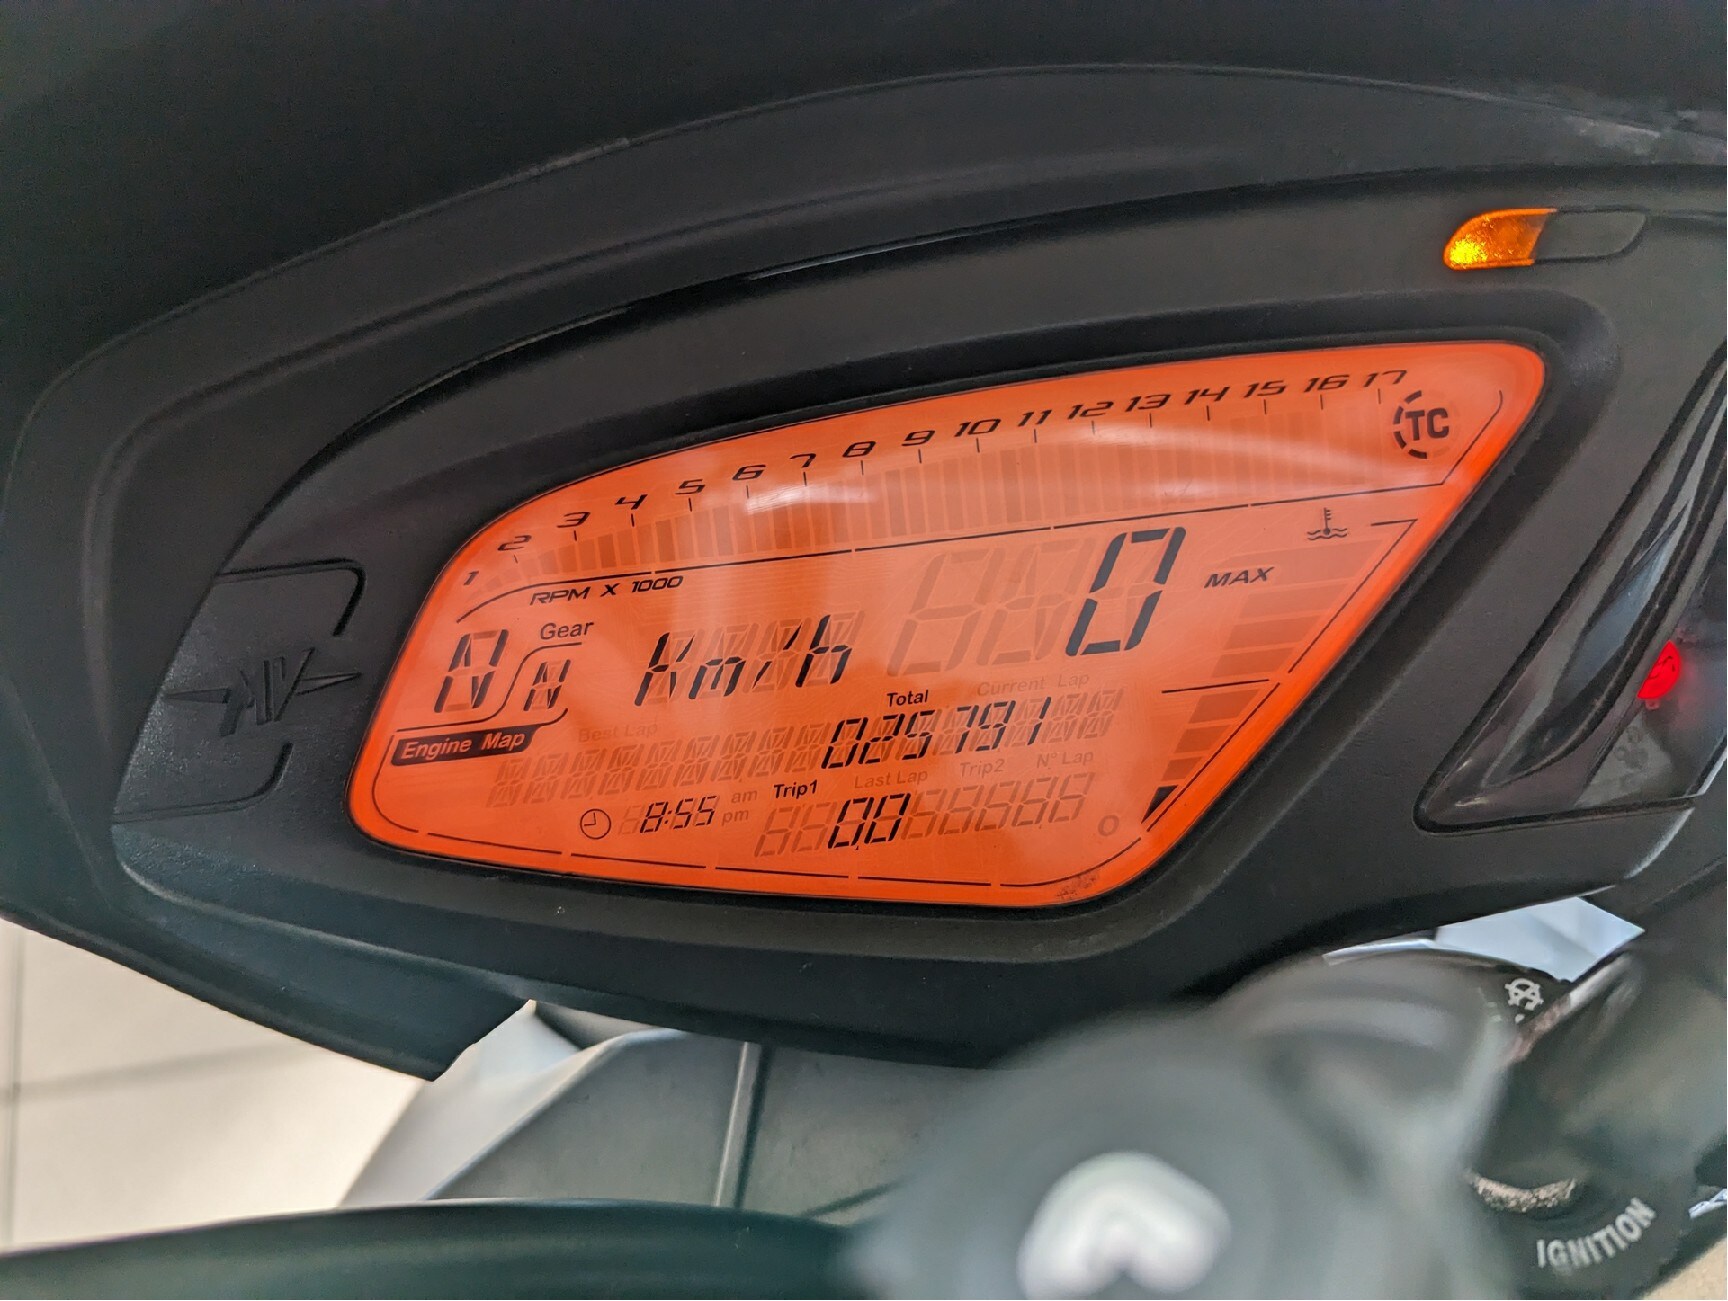 1 2 3 4 5 6 7 8 9 10 11 12 13 14 15 16 17
TC
RPM X 1000
MAX
Gear
N N km/h 0
Engine Map
Best Lap
Total
Current Lap
025791
8:55 am
pm
Trip1
Last Lap
Trip2
N° Lap
0.0
0
MV
IGNITION